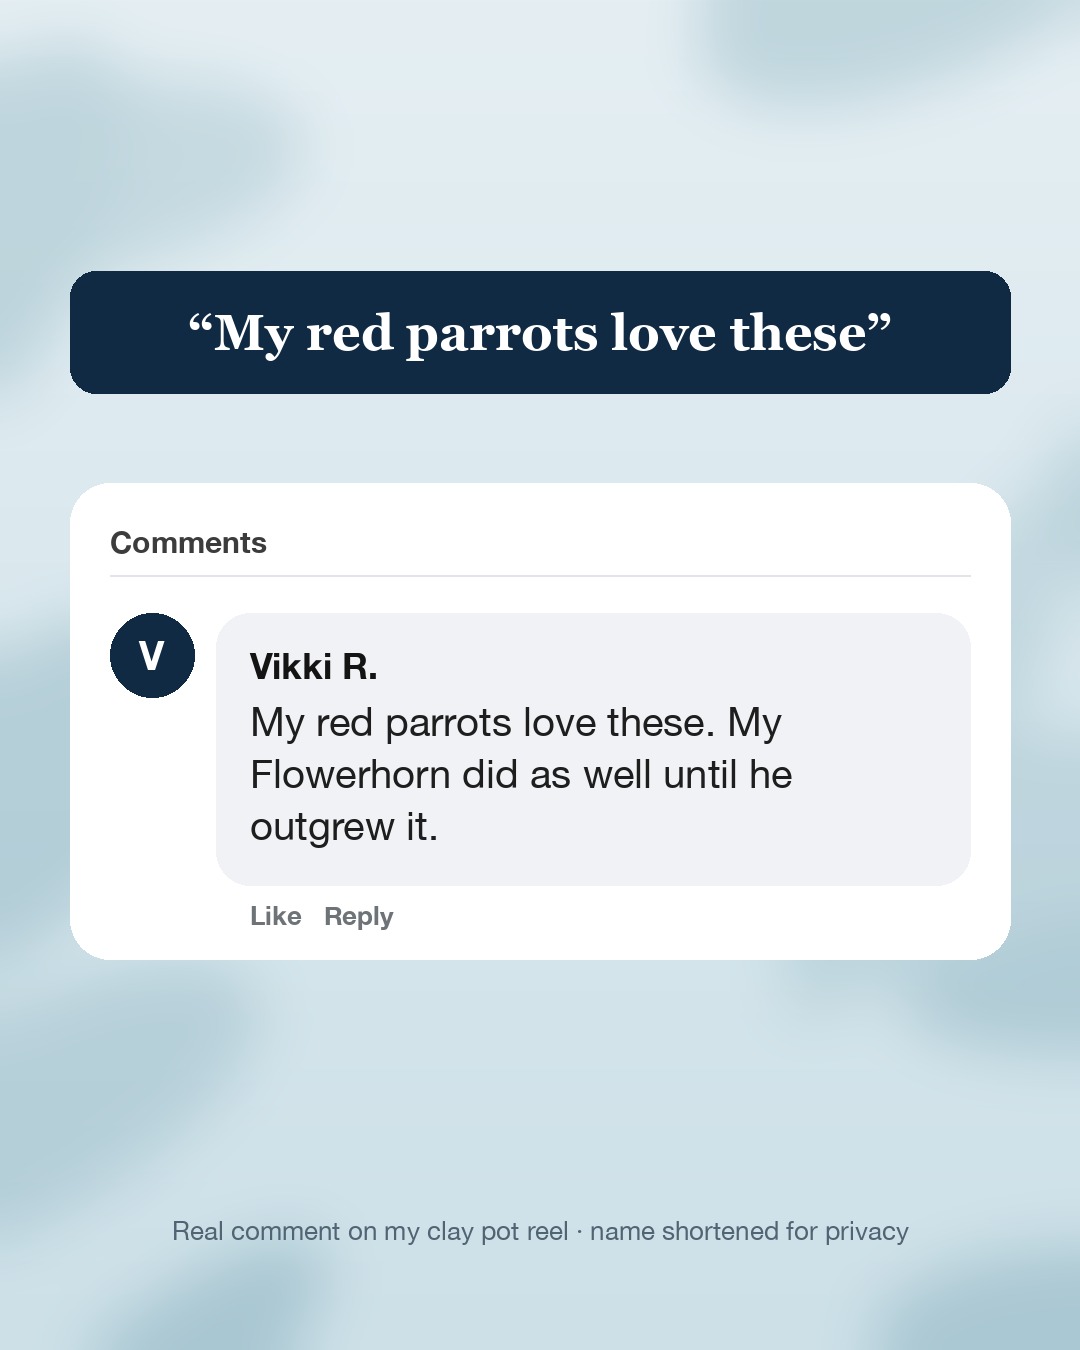 “My red parrots love these”
Comments
V
Vikki R.
My red parrots love these. My
Flowerhorn did as well until he
outgrew it.
Like Reply
Real comment on my clay pot reel · name shortened for privacy